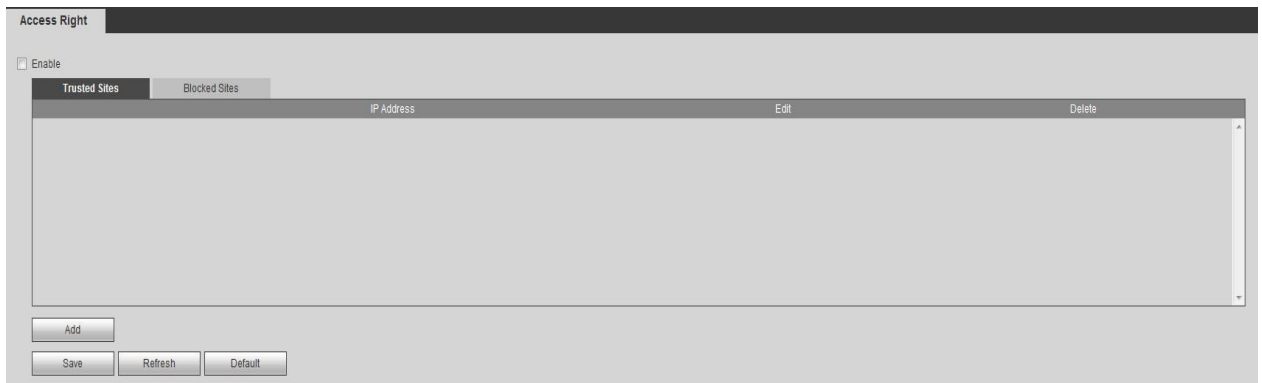 Access Right
Enable
Trusted Sites Blocked Sites
IP Address Edit Delete
Add
Save Refresh Default